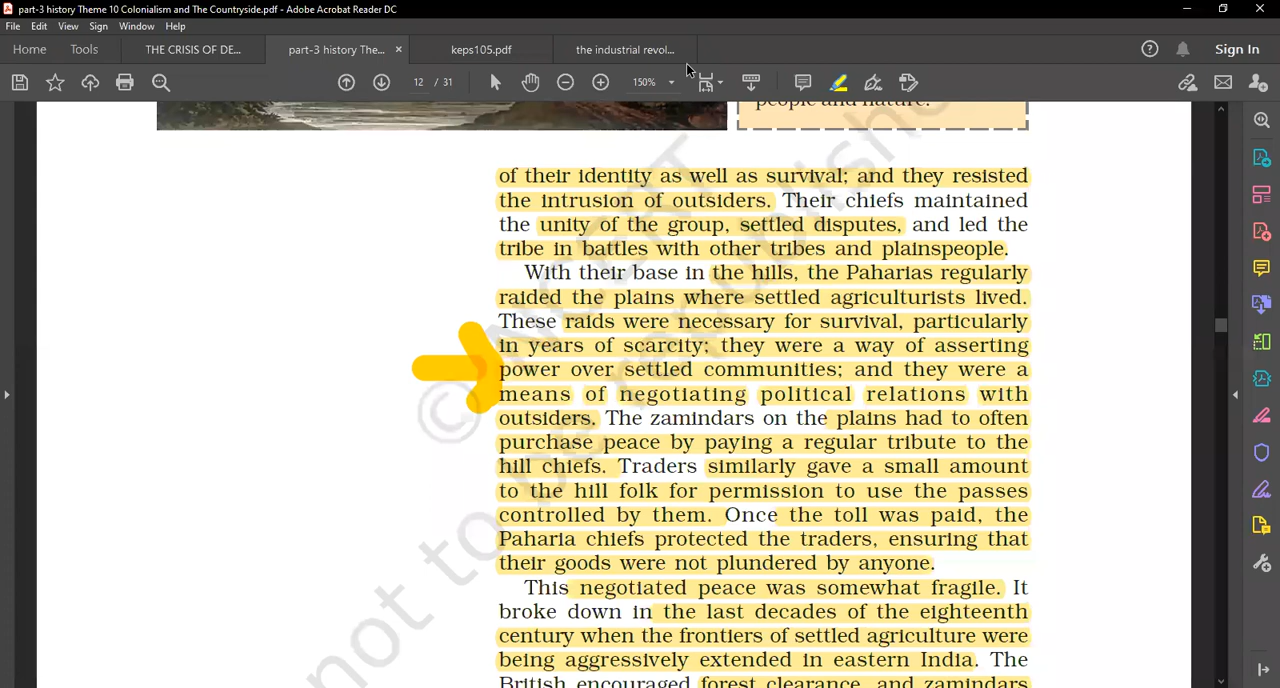 part-3 history Theme 10 Colonialism and The Countryside.pdf - Adobe Acrobat Reader DC
File Edit View Sign Window Help
Home Tools THE CRISIS OF DE... part-3 history The... × keps105.pdf the industrial revol... Sign In
12 / 31 150%
people and nature.
of their identity as well as survival; and they resisted
the intrusion of outsiders. Their chiefs maintained
the unity of the group, settled disputes, and led the
tribe in battles with other tribes and plainspeople.
With their base in the hills, the Paharias regularly
raided the plains where settled agriculturists lived.
These raids were necessary for survival, particularly
in years of scarcity; they were a way of asserting
power over settled communities; and they were a
means of negotiating political relations with
outsiders. The zamindars on the plains had to often
purchase peace by paying a regular tribute to the
hill chiefs. Traders similarly gave a small amount
to the hill folk for permission to use the passes
controlled by them. Once the toll was paid, the
Paharia chiefs protected the traders, ensuring that
their goods were not plundered by anyone.
This negotiated peace was somewhat fragile. It
broke down in the last decades of the eighteenth
century when the frontiers of settled agriculture were
being aggressively extended in eastern India. The
British encouraged forest clearance, and zamindars
© NCERT
not to be republished